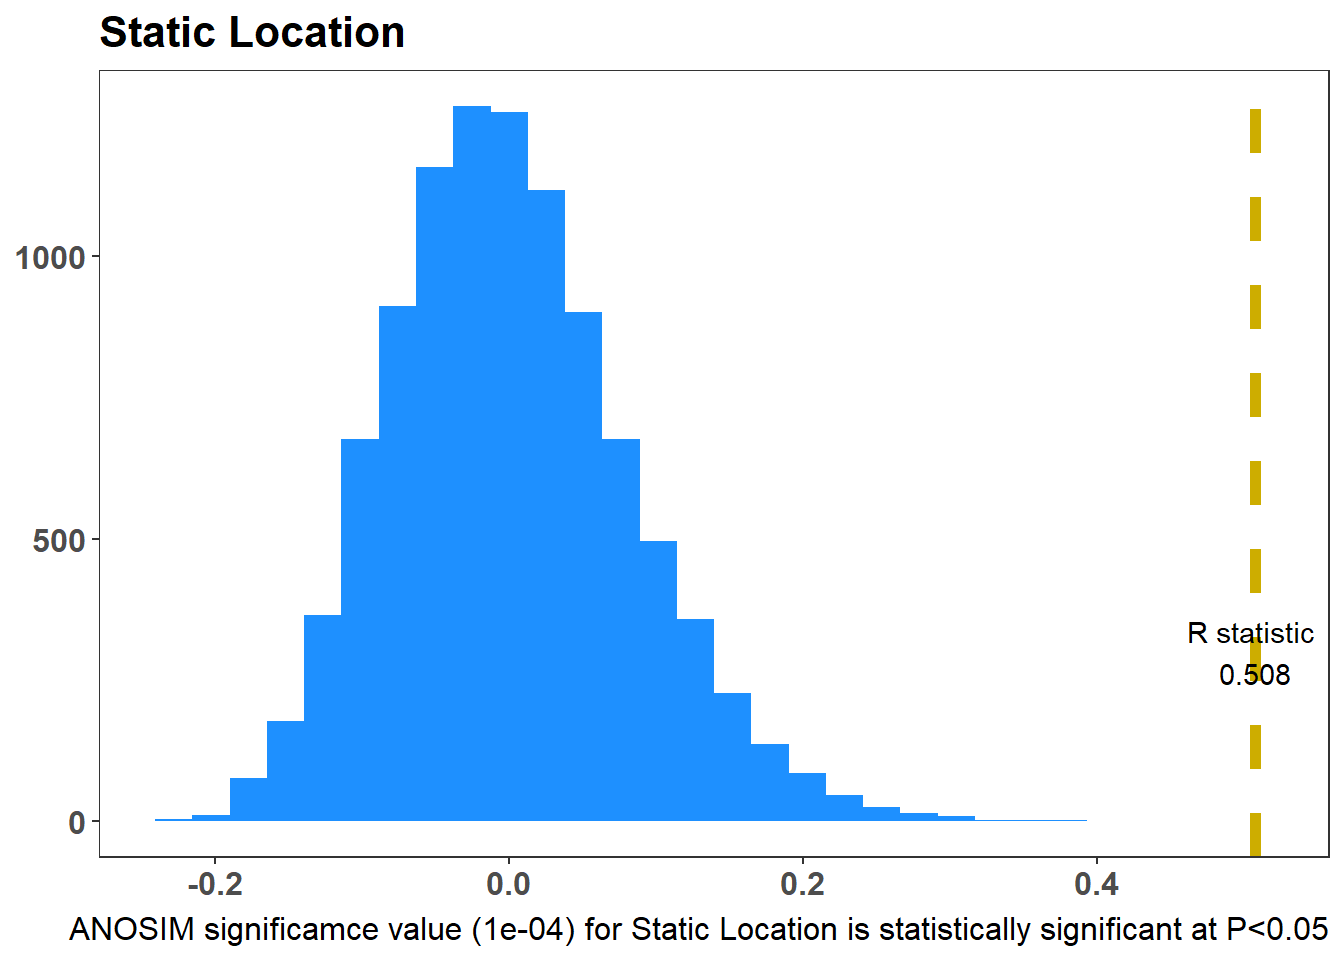 Static Location
1000
500
0
R statistic
0.508
-0.2 0.0 0.2 0.4
ANOSIM significamce value (1e-04) for Static Location is statistically significant at P<0.05